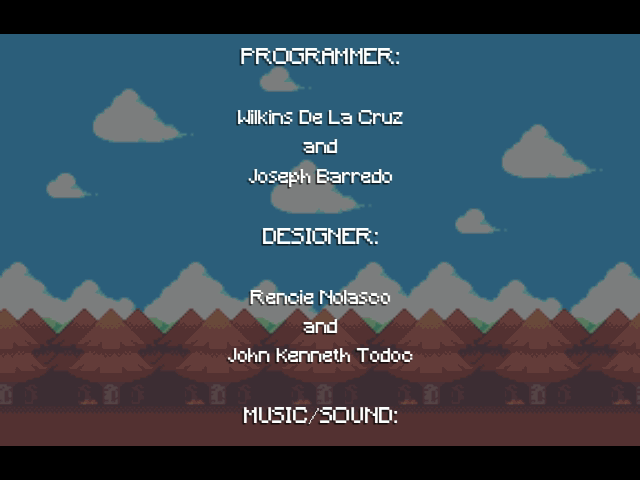 PROGRAMMER:
Wilkins De La Cruz
and
Joseph Barredo
DESIGNER:
Rencie Nolasco
and
John Kenneth Todoc
MUSIC/SOUND: